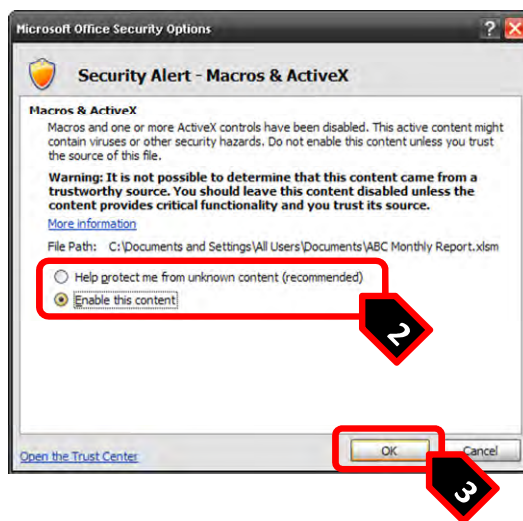 Microsoft Office Security Options
Security Alert - Macros & ActiveX
Macros & ActiveX
Macros and one or more ActiveX controls have been disabled. This active content might
contain viruses or other security hazards. Do not enable this content unless you trust
the source of this file.
Warning: It is not possible to determine that this content came from a
trustworthy source. You should leave this content disabled unless the
content provides critical functionality and you trust its source.
More information
File Path: C:\Documents and Settings\All Users\Documents\ABC Monthly Report.xlsm
Help protect me from unknown content (recommended)
Enable this content
2
Open the Trust Center
OK
Cancel
3